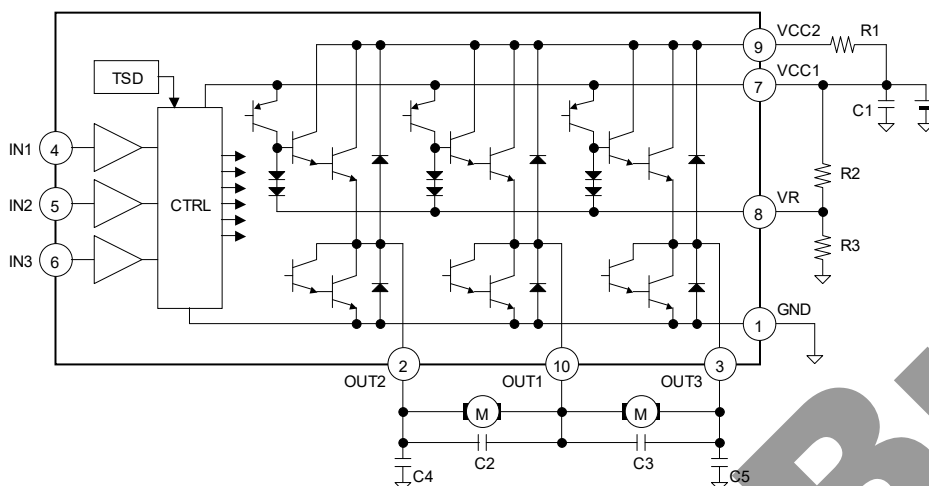 VCC2
R1
9
TSD
VCC1
7
C1
IN1
4
R2
IN2
5
CTRL
VR
8
IN3
6
R3
GND
1
2
10
3
OUT2
OUT1
OUT3
M
M
C2
C3
C4
C5